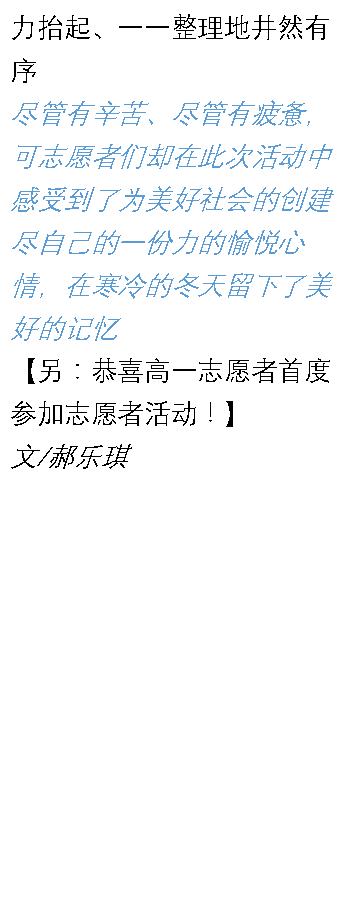 力抬起、一一整理地井然有
序
尽管有辛苦、尽管有疲惫，
可志愿者们却在此次活动中
感受到了为美好社会的创建
尽自己的一份力的愉悦心
情，在寒冷的冬天留下了美
好的记忆
【另：恭喜高一志愿者首度
参加志愿者活动！】
文/郝乐琪